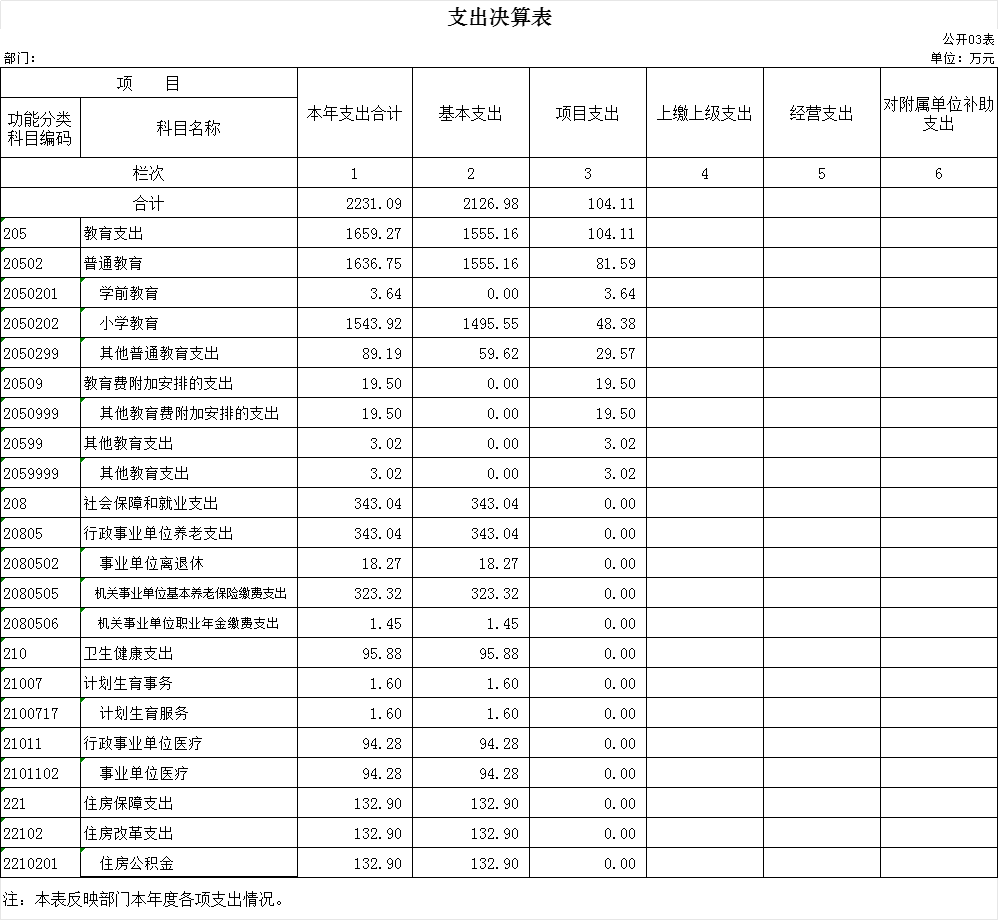 支出决算表
公开03表
部门： 单位：万元
项 目 本年支出合计 基本支出 项目支出 上缴上级支出 经营支出 对附属单位补助支出
功能分类科目编码 科目名称
栏次 1 2 3 4 5 6
合计 2231.09 2126.98 104.11
205 教育支出 1659.27 1555.16 104.11
20502 普通教育 1636.75 1555.16 81.59
2050201 学前教育 3.64 0.00 3.64
2050202 小学教育 1543.92 1495.55 48.38
2050299 其他普通教育支出 89.19 59.62 29.57
20509 教育费附加安排的支出 19.50 0.00 19.50
2050999 其他教育费附加安排的支出 19.50 0.00 19.50
20599 其他教育支出 3.02 0.00 3.02
2059999 其他教育支出 3.02 0.00 3.02
208 社会保障和就业支出 343.04 343.04 0.00
20805 行政事业单位养老支出 343.04 343.04 0.00
2080502 事业单位离退休 18.27 18.27 0.00
2080505 机关事业单位基本养老保险缴费支出 323.32 323.32 0.00
2080506 机关事业单位职业年金缴费支出 1.45 1.45 0.00
210 卫生健康支出 95.88 95.88 0.00
21007 计划生育事务 1.60 1.60 0.00
2100717 计划生育服务 1.60 1.60 0.00
21011 行政事业单位医疗 94.28 94.28 0.00
2101102 事业单位医疗 94.28 94.28 0.00
221 住房保障支出 132.90 132.90 0.00
22102 住房改革支出 132.90 132.90 0.00
2210201 住房公积金 132.90 132.90 0.00
注：本表反映部门本年度各项支出情况。